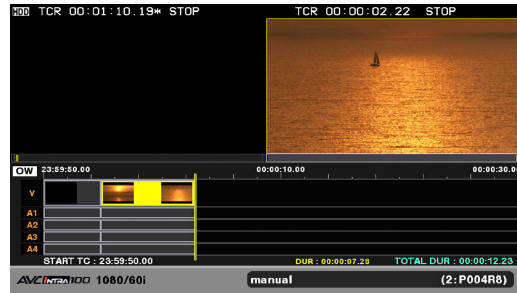 HDD TCR 00:01:10.19* STOP TCR 00:00:02.22 STOP
OW 23:59:50.00 00:00:10.00 00:00:30.0
V
A1
A2
A3
A4
START TC : 23:59:50.00 DUR : 00:00:07.28 TOTAL DUR : 00:00:12.23
AVC INTRA 100 1080/60i manual (2:P004R8)